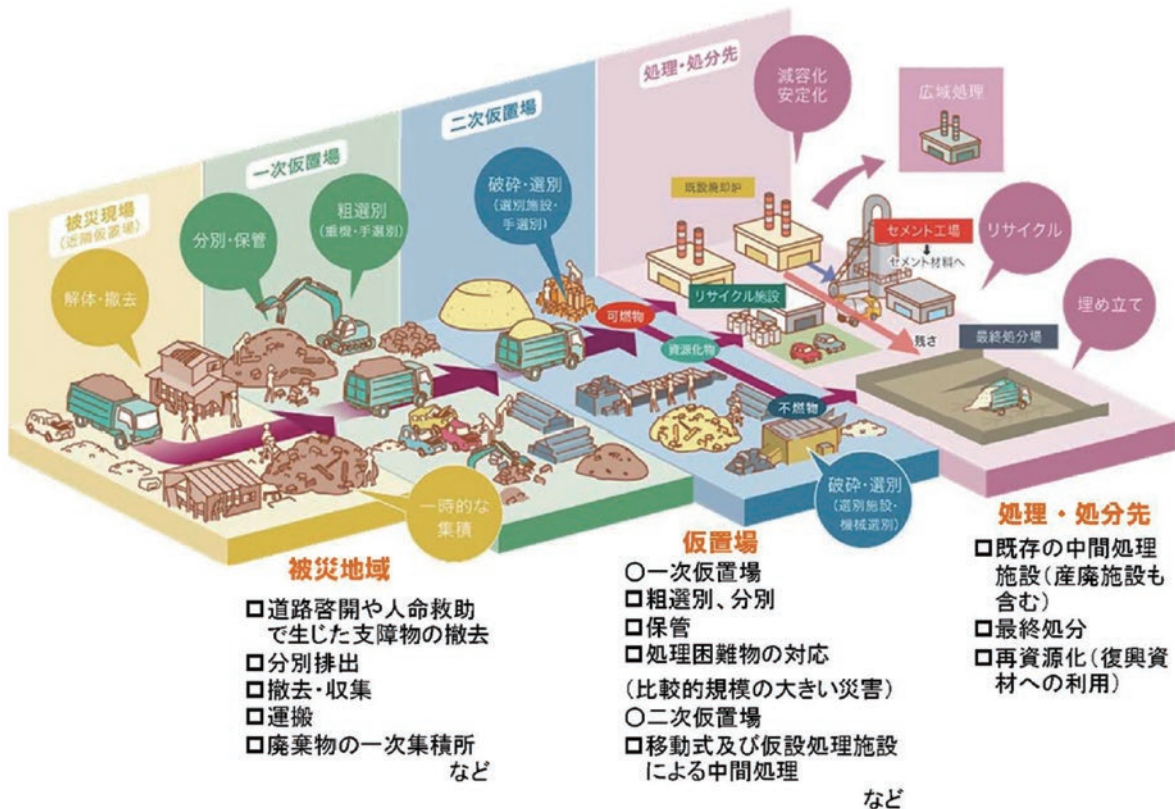 被災現場
(近隣仮置場)
解体・撤去
一時的な
集積
一次仮置場
分別・保管
粗選別
(重機・手選別)
二次仮置場
破砕・選別
(選別施設・
手選別)
可燃物
資源化物
不燃物
破砕・選別
(選別施設・
機械選別)
処理・処分先
減容化
安定化
広域処理
既設焼却炉
セメント工場
セメント材料へ
リサイクル
リサイクル施設
残さ
最終処分場
埋め立て
被災地域
□道路啓開や人命救助
で生じた支障物の撤去
□分別排出
□撤去・収集
□運搬
□廃棄物の一次集積所
など
仮置場
○一次仮置場
□粗選別、分別
□保管
□処理困難物の対応
(比較的規模の大きい災害)
○二次仮置場
□移動式及び仮設処理施設
による中間処理
など
処理・処分先
□既存の中間処理
施設(産廃施設も
含む)
□最終処分
□再資源化(復興資
材への利用)